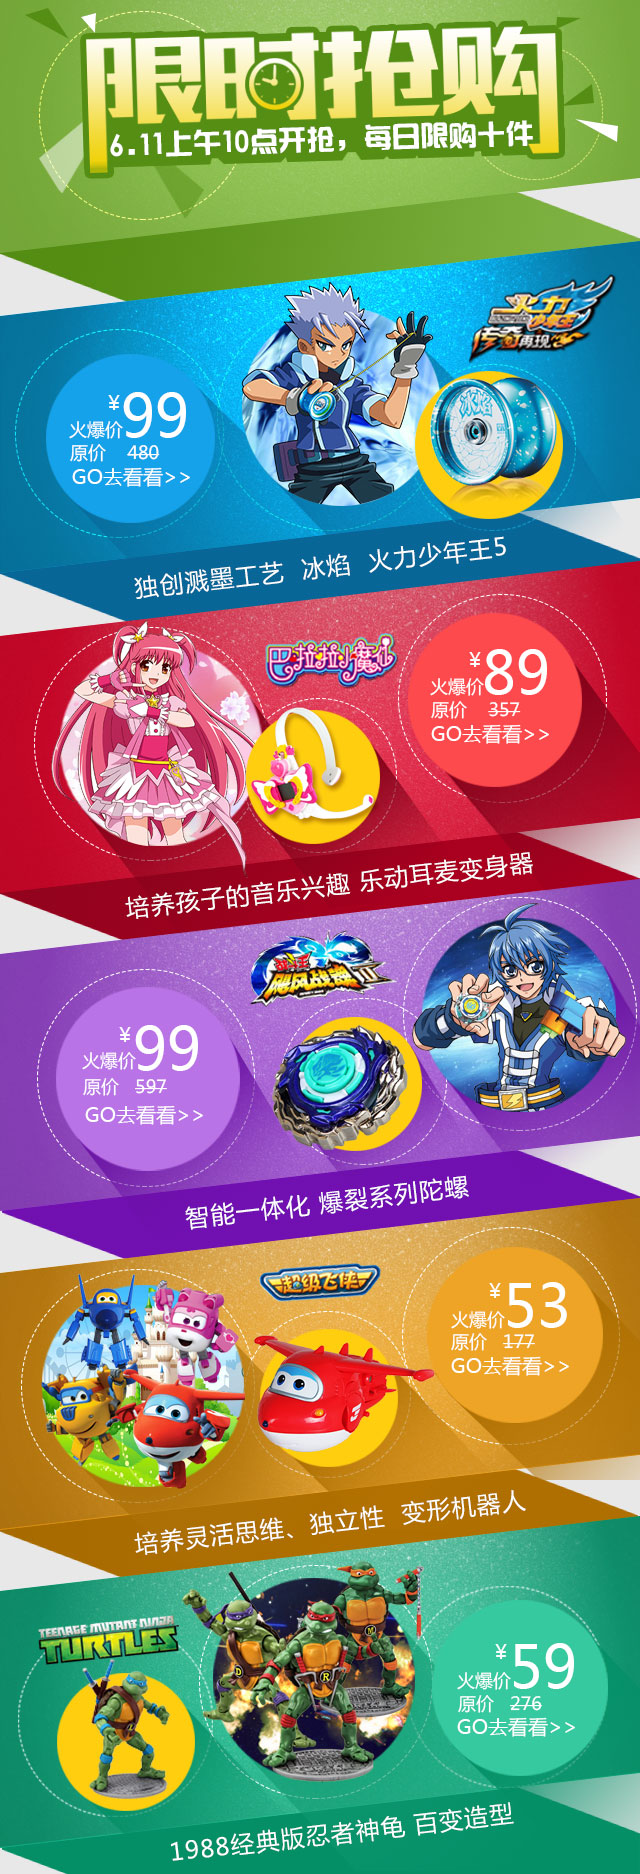 限时抢购
6.11上午10点开抢，每日限购十件
火力
少年王
传奇再现
冰焰
¥99
火爆价
原价 480
GO去看看>>
独创溅墨工艺 冰焰 火力少年王5
巴拉拉小魔仙
¥89
火爆价
原价 357
GO去看看>>
培养孩子的音乐兴趣 乐动耳麦变身器
飓风战魂II
¥99
火爆价
原价 597
GO去看看>>
智能一体化 爆裂系列陀螺
超级飞侠
¥53
火爆价
原价 177
GO去看看>>
培养灵活思维、独立性 变形机器人
TEENAGE MUTANT NINJA
TURTLES
D
R
M
¥59
火爆价
原价 276
GO去看看>>
1988经典版忍者神龟 百变造型